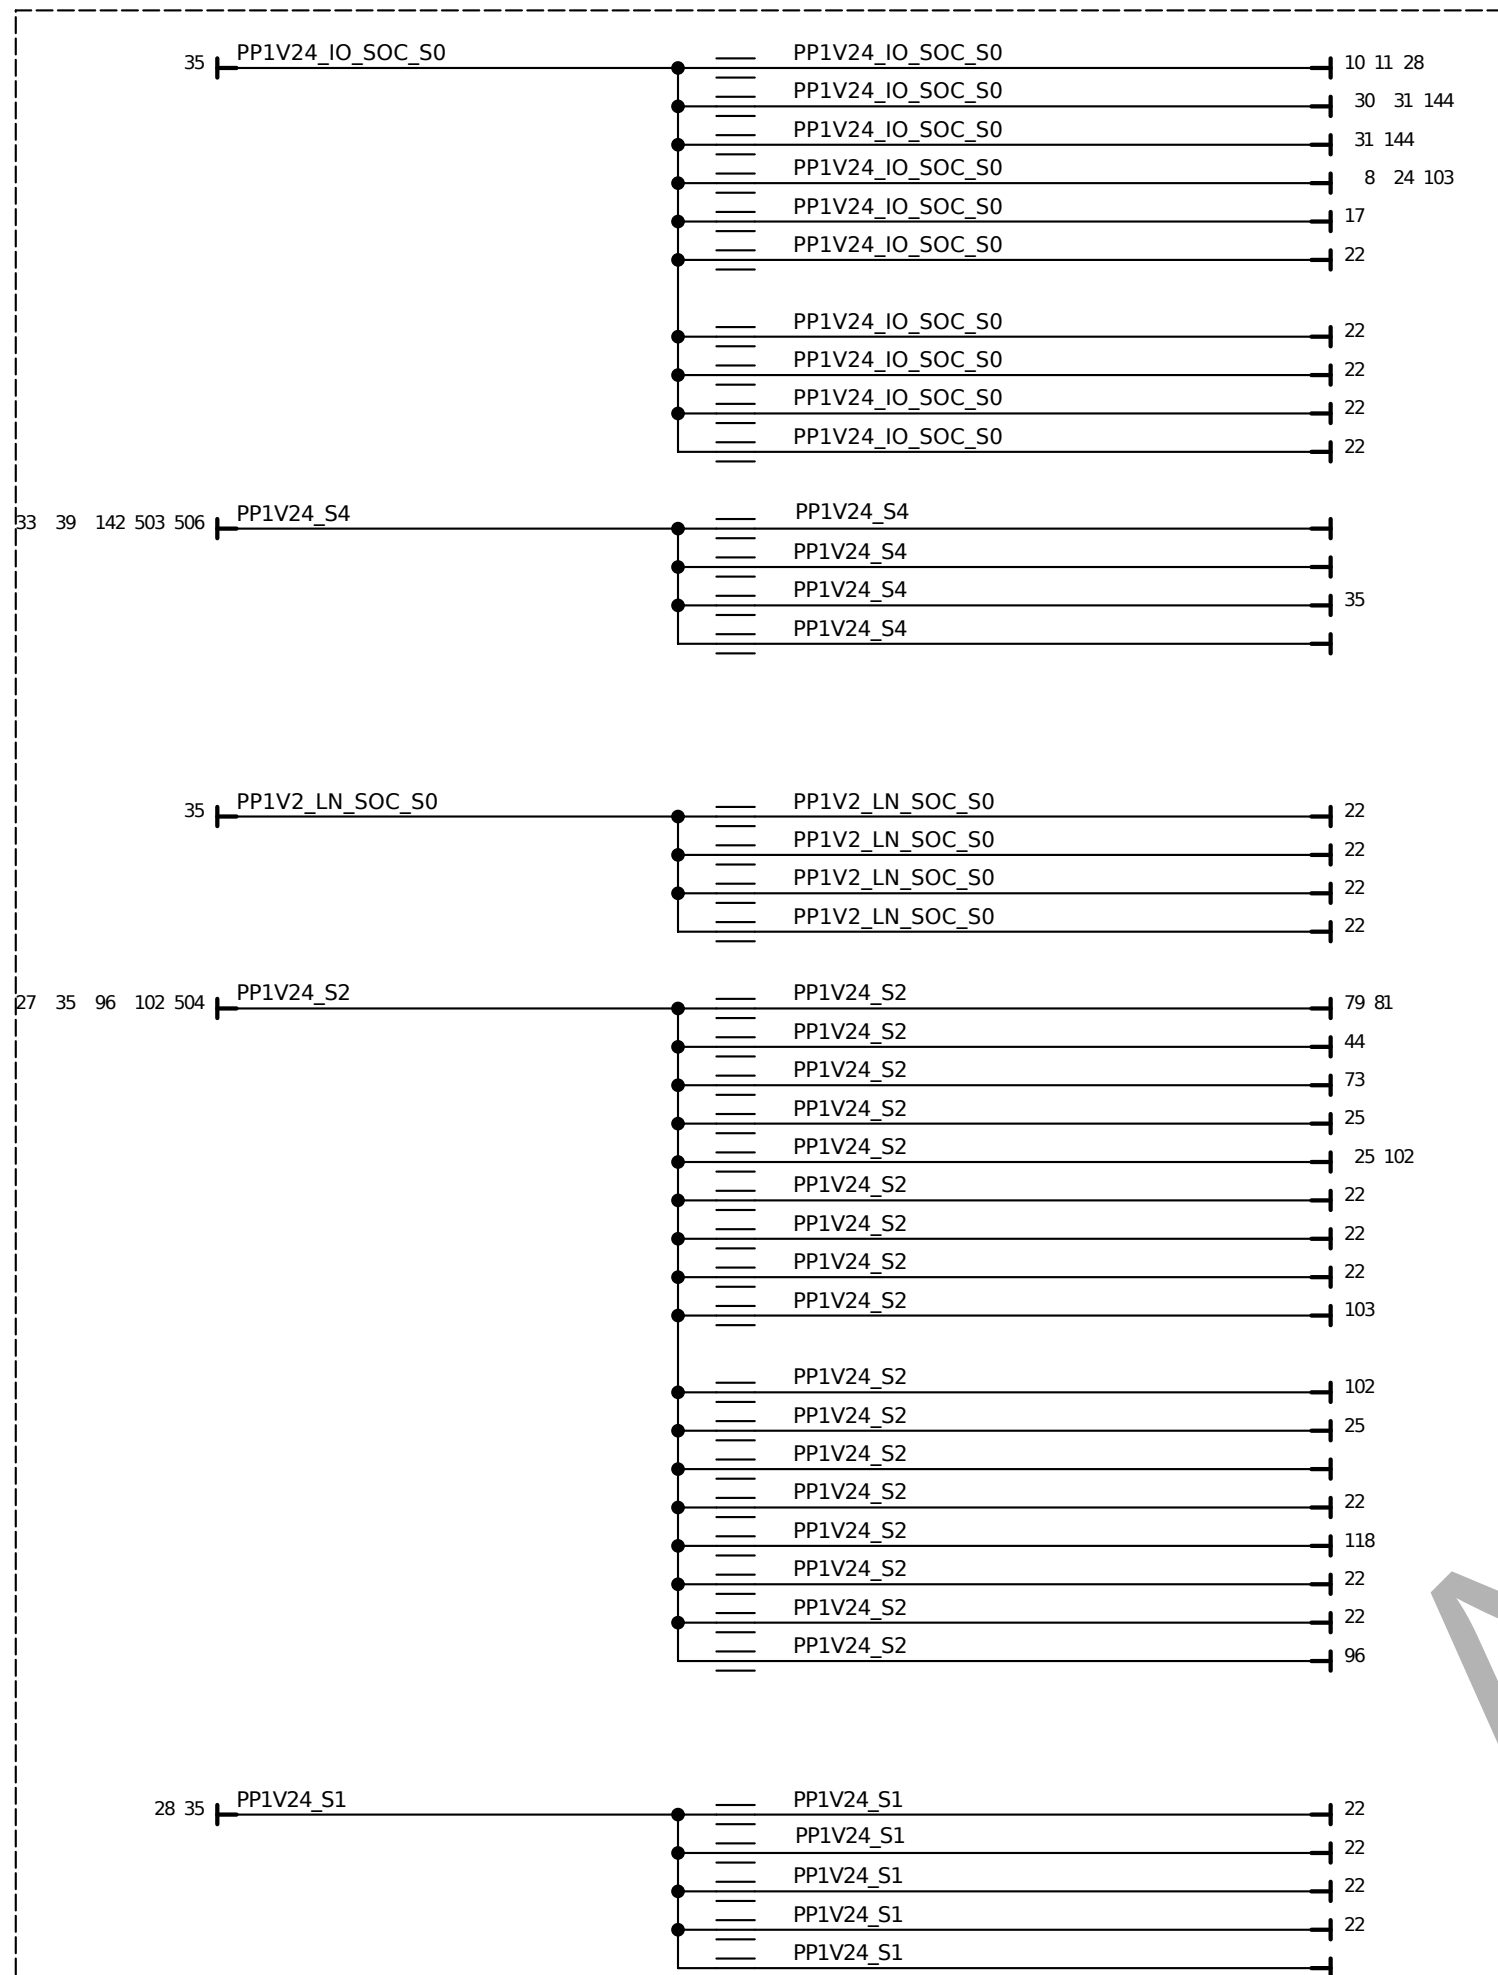 35 PP1V24_IO_SOC_S0 PP1V24_IO_SOC_S0 10 11 28
PP1V24_IO_SOC_S0 30 31 144
PP1V24_IO_SOC_S0 31 144
PP1V24_IO_SOC_S0 8 24 103
PP1V24_IO_SOC_S0 17
PP1V24_IO_SOC_S0 22
PP1V24_IO_SOC_S0 22
PP1V24_IO_SOC_S0 22
PP1V24_IO_SOC_S0 22
PP1V24_IO_SOC_S0 22
33 39 142 503 506 PP1V24_S4 PP1V24_S4
PP1V24_S4
PP1V24_S4 35
PP1V24_S4
35 PP1V2_LN_SOC_S0 PP1V2_LN_SOC_S0 22
PP1V2_LN_SOC_S0 22
PP1V2_LN_SOC_S0 22
PP1V2_LN_SOC_S0 22
27 35 96 102 504 PP1V24_S2 PP1V24_S2 79 81
PP1V24_S2 44
PP1V24_S2 73
PP1V24_S2 25
PP1V24_S2 25 102
PP1V24_S2 22
PP1V24_S2 22
PP1V24_S2 22
PP1V24_S2 103
PP1V24_S2 102
PP1V24_S2 25
PP1V24_S2
PP1V24_S2 22
PP1V24_S2 118
PP1V24_S2 22
PP1V24_S2 22
PP1V24_S2 96
28 35 PP1V24_S1 PP1V24_S1 22
PP1V24_S1 22
PP1V24_S1 22
PP1V24_S1 22
PP1V24_S1